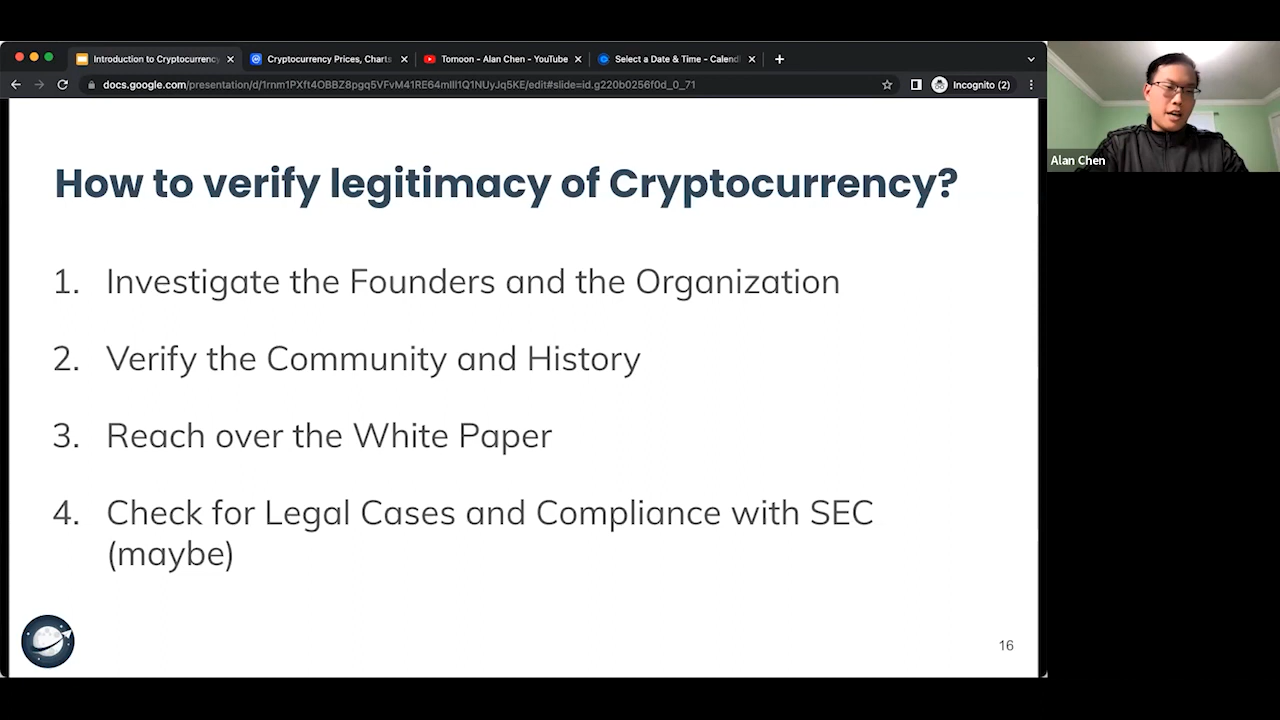 Introduction to Cryptocurrency
Cryptocurrency Prices, Charts
Tomoon - Alan Chen - YouTube
Select a Date & Time - Calendl
docs.google.com/presentation/d/1rnm1PXft4OBBZ8pgq5VFvM41RE64mlIl1Q1NUyJq5KE/edit#slide=id.g220b0256f0d_0_71
Incognito (2)
Alan Chen
How to verify legitimacy of Cryptocurrency?
1. Investigate the Founders and the Organization
2. Verify the Community and History
3. Reach over the White Paper
4. Check for Legal Cases and Compliance with SEC
(maybe)
16